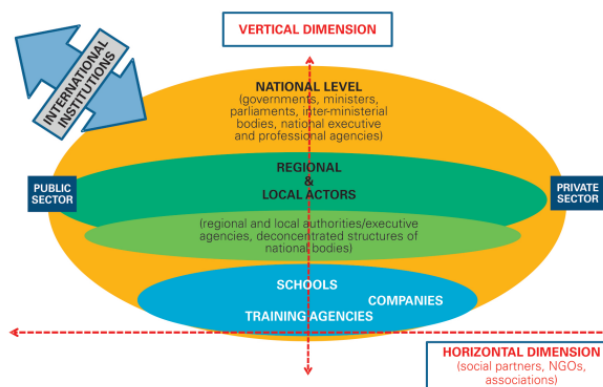 VERTICAL DIMENSION
INTERNATIONAL
INSTITUTIONS
NATIONAL LEVEL
(governments, ministers,
parliaments, inter-ministerial
bodies, national executive
and professional agencies)
REGIONAL
&
LOCAL ACTORS
PUBLIC
SECTOR
PRIVATE
SECTOR
(regional and local authorities/executive
agencies, deconcentrated structures of
national bodies)
SCHOOLS
COMPANIES
TRAINING AGENCIES
HORIZONTAL DIMENSION
(social partners, NGOs,
associations)